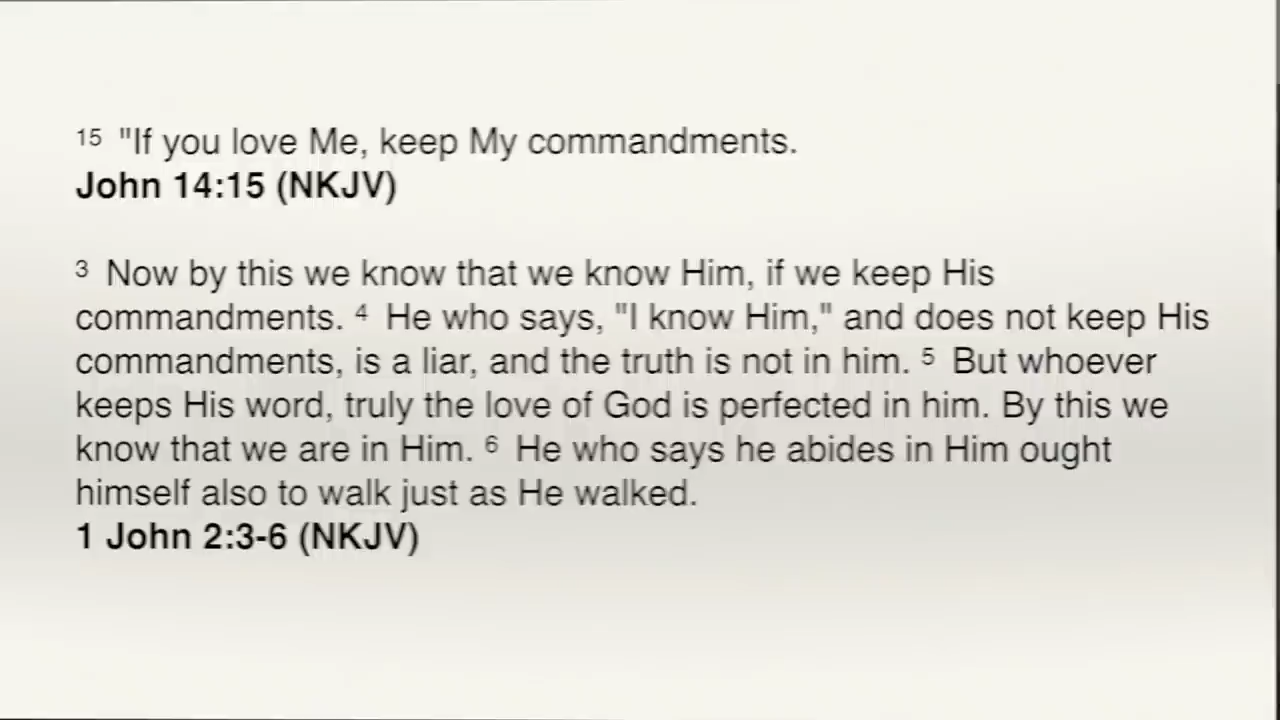 15 "If you love Me, keep My commandments.
John 14:15 (NKJV)
3 Now by this we know that we know Him, if we keep His
commandments. 4 He who says, "I know Him," and does not keep His
commandments, is a liar, and the truth is not in him. 5 But whoever
keeps His word, truly the love of God is perfected in him. By this we
know that we are in Him. 6 He who says he abides in Him ought
himself also to walk just as He walked.
1 John 2:3-6 (NKJV)